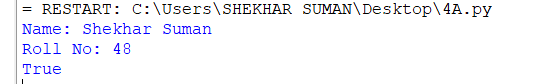 = RESTART: C:\Users\SHEKHAR SUMAN\Desktop\4A.py
Name: Shekhar Suman
Roll No: 48
True